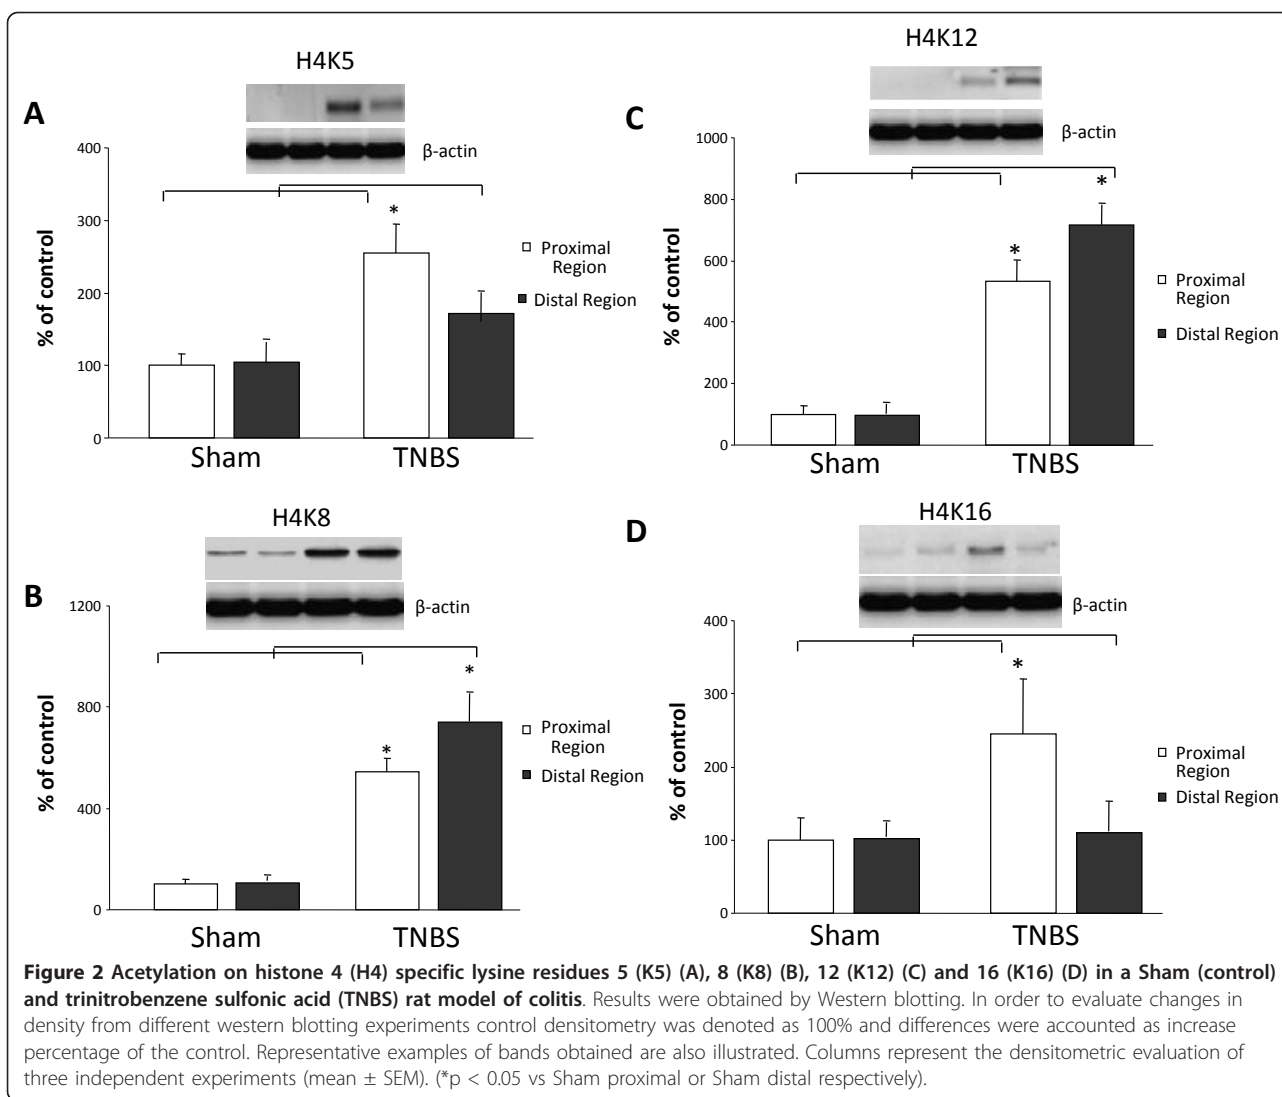 H4K5
A
β-actin
400
300
200
100
0
% of control
*
Proximal
Region
Distal Region
Sham
TNBS
H4K8
B
β-actin
1200
800
400
0
% of control
*
*
Proximal
Region
Distal Region
Sham
TNBS
H4K12
C
β-actin
1000
800
600
400
200
0
% of control
*
*
Proximal
Region
Distal Region
Sham
TNBS
D
H4K16
β-actin
400
300
200
100
0
% of control
*
Proximal
Region
Distal Region
Sham
TNBS
Figure 2 Acetylation on histone 4 (H4) specific lysine residues 5 (K5) (A), 8 (K8) (B), 12 (K12) (C) and 16 (K16) (D) in a Sham (control)
and trinitrobenzene sulfonic acid (TNBS) rat model of colitis. Results were obtained by Western blotting. In order to evaluate changes in
density from different western blotting experiments control densitometry was denoted as 100% and differences were accounted as increase
percentage of the control. Representative examples of bands obtained are also illustrated. Columns represent the densitometric evaluation of
three independent experiments (mean ± SEM). (*p < 0.05 vs Sham proximal or Sham distal respectively).